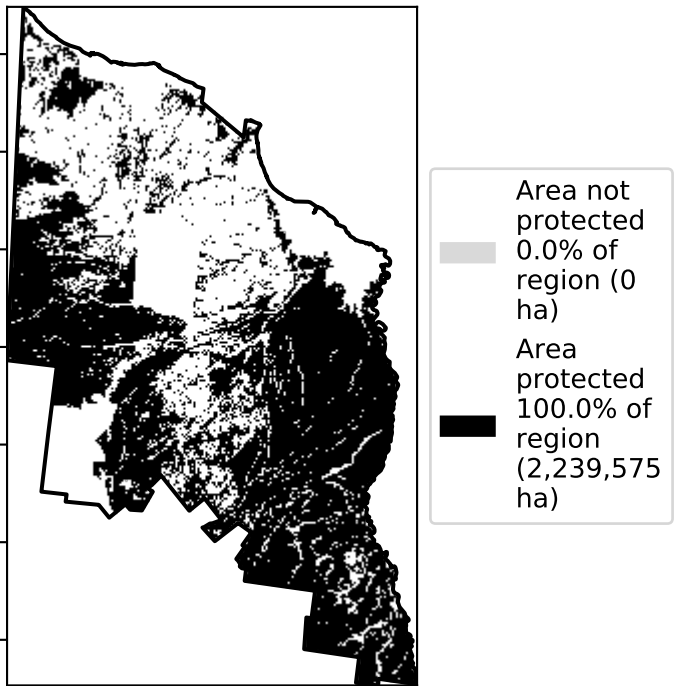 Area not
protected
0.0% of
region (0
ha)
Area
protected
100.0% of
region
(2,239,575
ha)